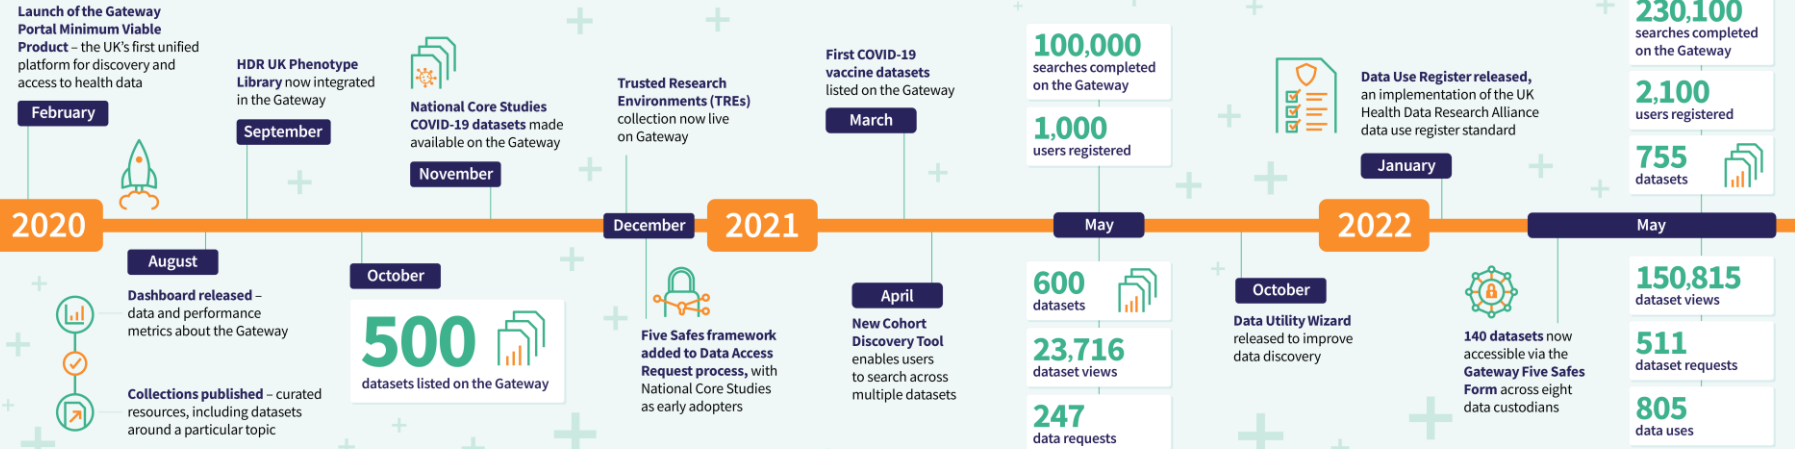 Launch of the Gateway
Portal Minimum Viable
Product – the UK's first unified
platform for discovery and
access to health data
February
HDR UK Phenotype
Library now integrated
in the Gateway
September
National Core Studies
COVID-19 datasets made
available on the Gateway
November
Trusted Research
Environments (TREs)
collection now live
on Gateway
First COVID-19
vaccine datasets
listed on the Gateway
March
100,000
searches completed
on the Gateway
1,000
users registered
Data Use Register released,
an implementation of the UK
Health Data Research Alliance
data use register standard
January
230,100
searches completed
on the Gateway
2,100
users registered
755
datasets
2020
December
2021
May
2022
May
August
Dashboard released –
data and performance
metrics about the Gateway
Collections published – curated
resources, including datasets
around a particular topic
October
500
datasets listed on the Gateway
Five Safes framework
added to Data Access
Request process, with
National Core Studies
as early adopters
April
New Cohort
Discovery Tool
enables users
to search across
multiple datasets
600
datasets
23,716
dataset views
247
data requests
October
Data Utility Wizard
released to improve
data discovery
140 datasets now
accessible via the
Gateway Five Safes
Form across eight
data custodians
150,815
dataset views
511
dataset requests
805
data uses